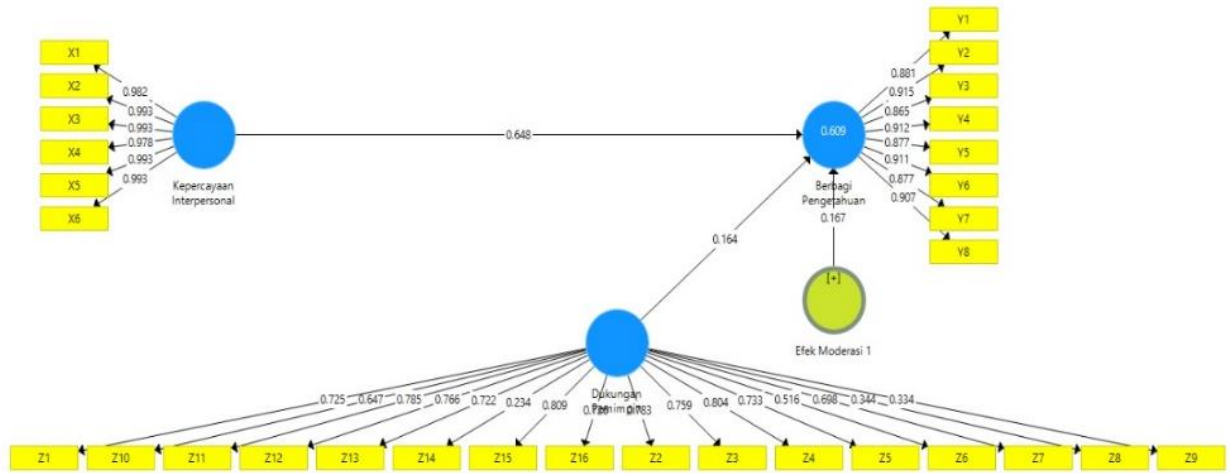 X1
X2
X3
X4
X5
X6
0.982
0.993
0.993
0.978
0.993
0.993
Kepercayaan
Interpersonal
0.648
0.609
Berbagi
Pengetahuan
0.881
0.915
0.865
0.912
0.877
0.911
0.877
0.907
Y1
Y2
Y3
Y4
Y5
Y6
Y7
Y8
0.164
0.167
[+]
Efek Moderasi 1
Dukungan
0.725 0.647 0.785 0.766 0.722 0.234 0.809 0.783 0.759 0.804 0.733 0.516 0.698 0.344 0.334
Z1 Z10 Z11 Z12 Z13 Z14 Z15 Z16 Z2 Z3 Z4 Z5 Z6 Z7 Z8 Z9